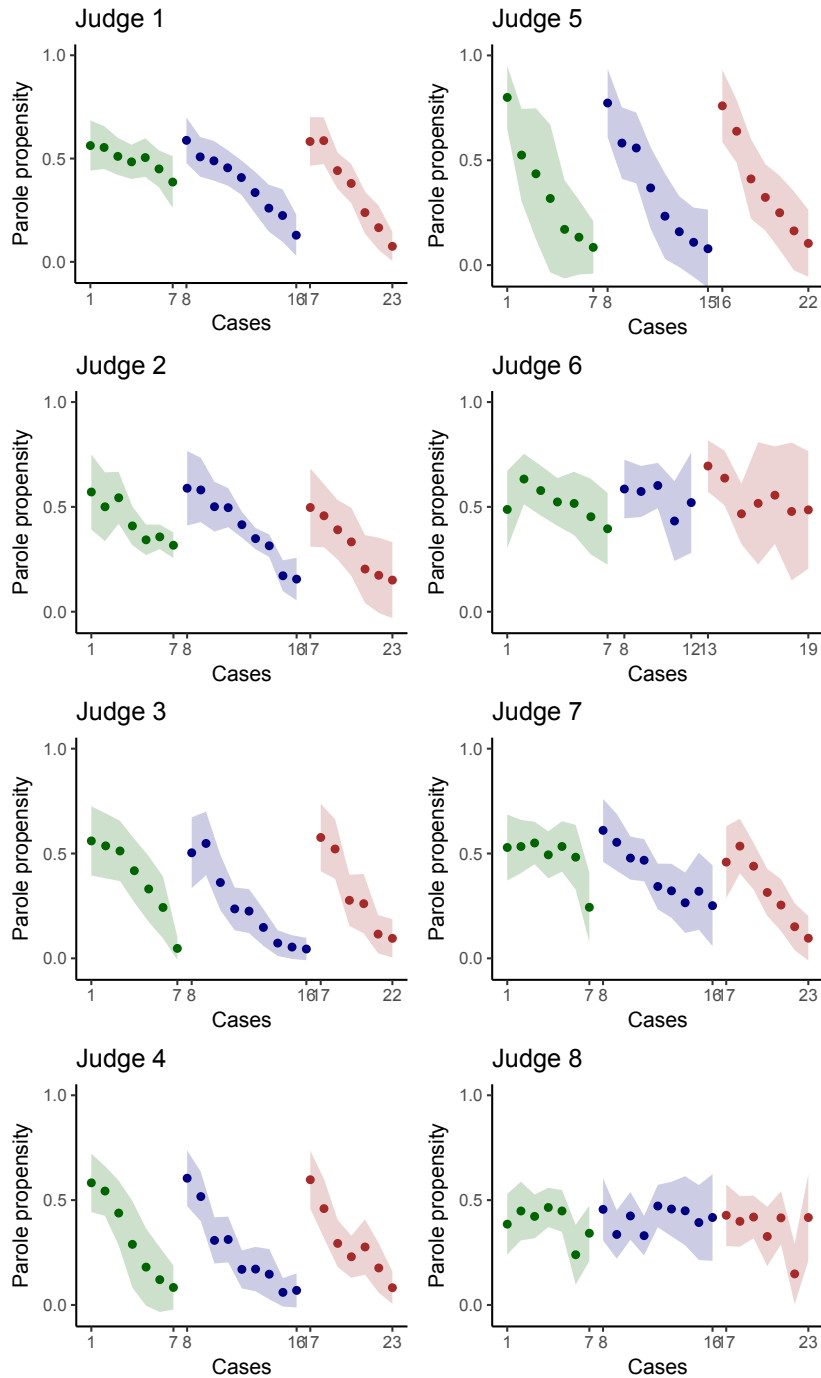 Judge 1
1.0
0.5
0.0
Parole propensity
1 7 8 16 17 23
Cases
Judge 5
1.0
0.5
0.0
Parole propensity
1 7 8 15 16 22
Cases
Judge 2
1.0
0.5
0.0
Parole propensity
1 7 8 16 17 23
Cases
Judge 6
1.0
0.5
0.0
Parole propensity
1 7 8 12 13 19
Cases
Judge 3
1.0
0.5
0.0
Parole propensity
1 7 8 16 17 22
Cases
Judge 7
1.0
0.5
0.0
Parole propensity
1 7 8 16 17 23
Cases
Judge 4
1.0
0.5
0.0
Parole propensity
1 7 8 16 17 23
Cases
Judge 8
1.0
0.5
0.0
Parole propensity
1 7 8 16 17 23
Cases